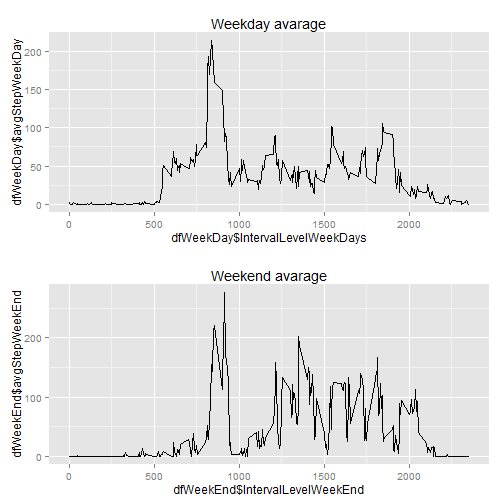 Weekday avarage
dfWeekDay$avgStepWeekDay
200
150
100
50
0
0 500 1000 1500 2000
dfWeekDay$IntervalLevelWeekDays
Weekend avarage
dfWeekEnd$avgStepWeekEnd
200
100
0
0 500 1000 1500 2000
dfWeekEnd$IntervalLevelWeekEnd